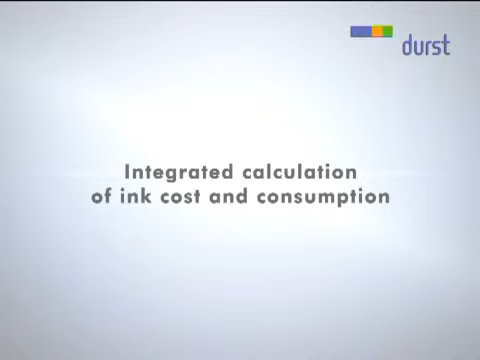 durst
Integrated calculation
of ink cost and consumption